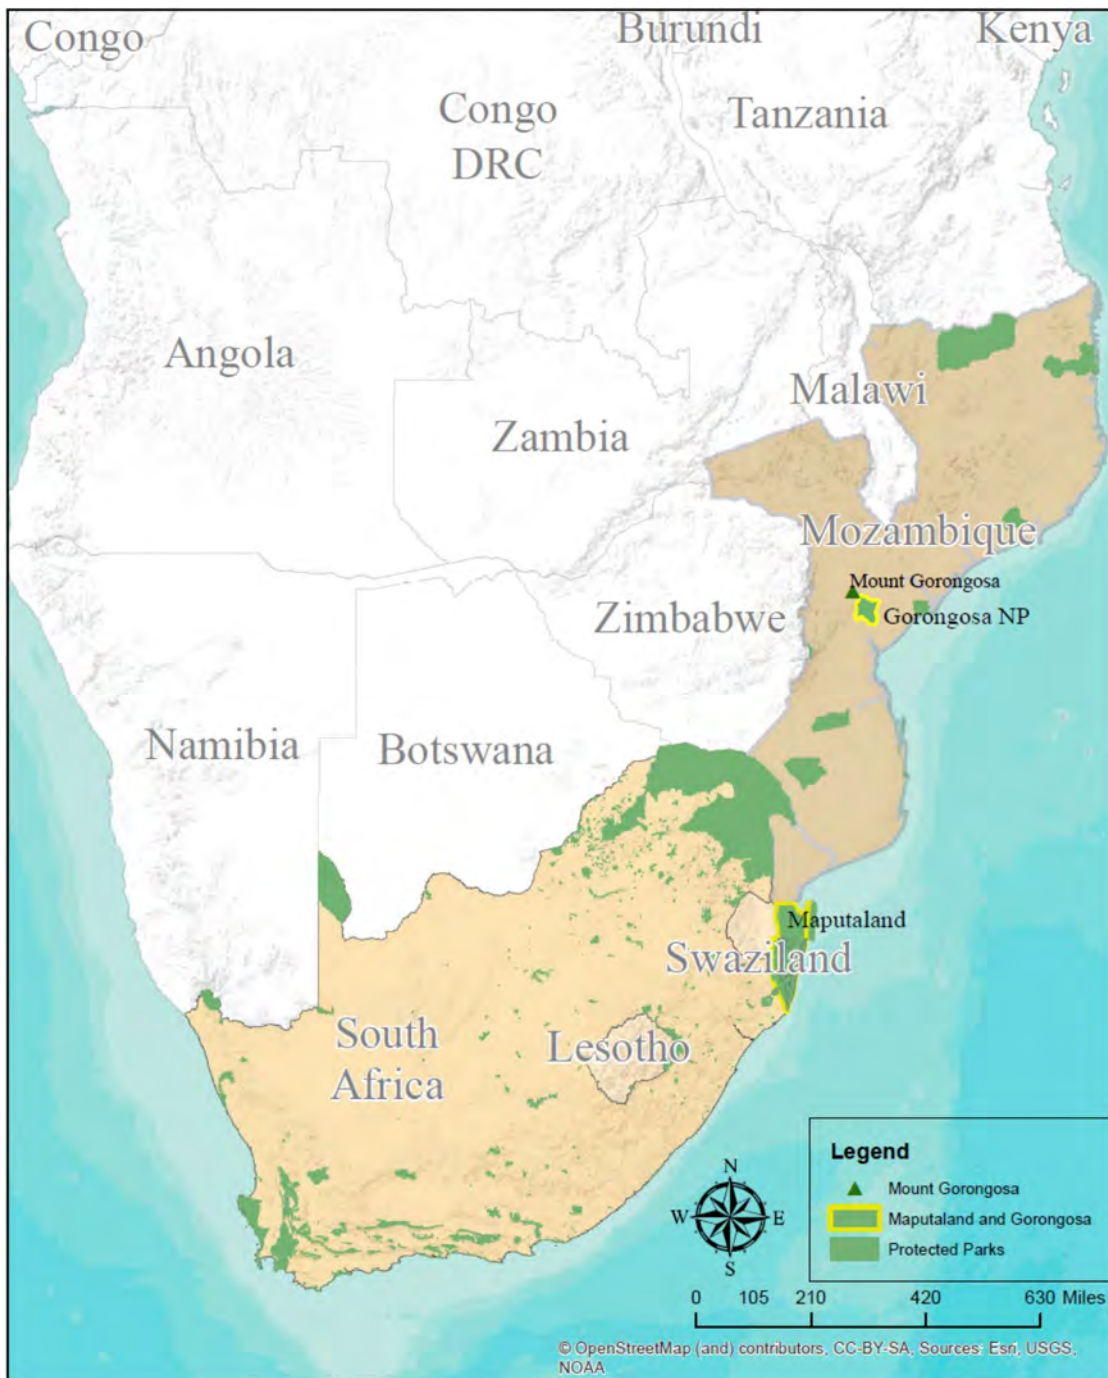 Congo
Burundi
Kenya
Congo
DRC
Tanzania
Angola
Malawi
Zambia
Mozambique
Mount Gorongosa
Zimbabwe
Gorongosa NP
Namibia
Botswana
Maputaland
Swaziland
South
Africa
Lesotho
Legend
Mount Gorongosa
Maputaland and Gorongosa
Protected Parks
N
W
E
S
0 105 210 420 630 Miles
© OpenStreetMap (and) contributors, CC-BY-SA, Sources: Esri, USGS,
NOAA